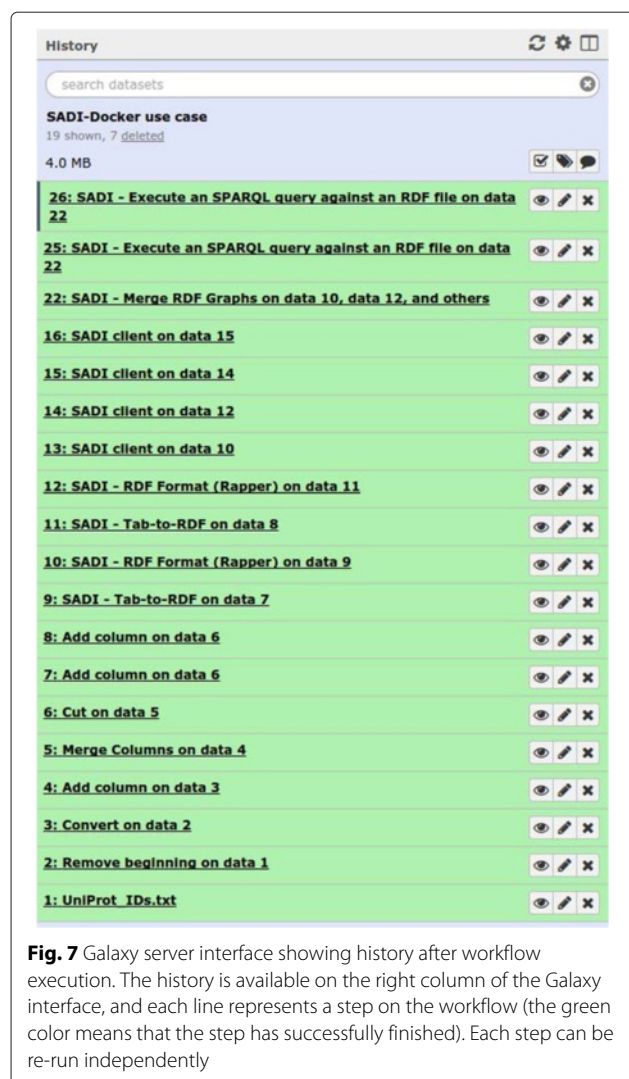 History
search datasets
SADI-Docker use case
19 shown, 7 deleted
4.0 MB
26: SADI - Execute an SPARQL query against an RDF file on data
22
25: SADI - Execute an SPARQL query against an RDF file on data
22
22: SADI - Merge RDF Graphs on data 10, data 12, and others
16: SADI client on data 15
15: SADI client on data 14
14: SADI client on data 12
13: SADI client on data 10
12: SADI - RDF Format (Rapper) on data 11
11: SADI - Tab-to-RDF on data 8
10: SADI - RDF Format (Rapper) on data 9
9: SADI - Tab-to-RDF on data 7
8: Add column on data 6
7: Add column on data 6
6: Cut on data 5
5: Merge Columns on data 4
4: Add column on data 3
3: Convert on data 2
2: Remove beginning on data 1
1: UniProt_IDs.txt
Fig. 7 Galaxy server interface showing history after workflow
execution. The history is available on the right column of the Galaxy
interface, and each line represents a step on the workflow (the green
color means that the step has successfully finished). Each step can be
re-run independently